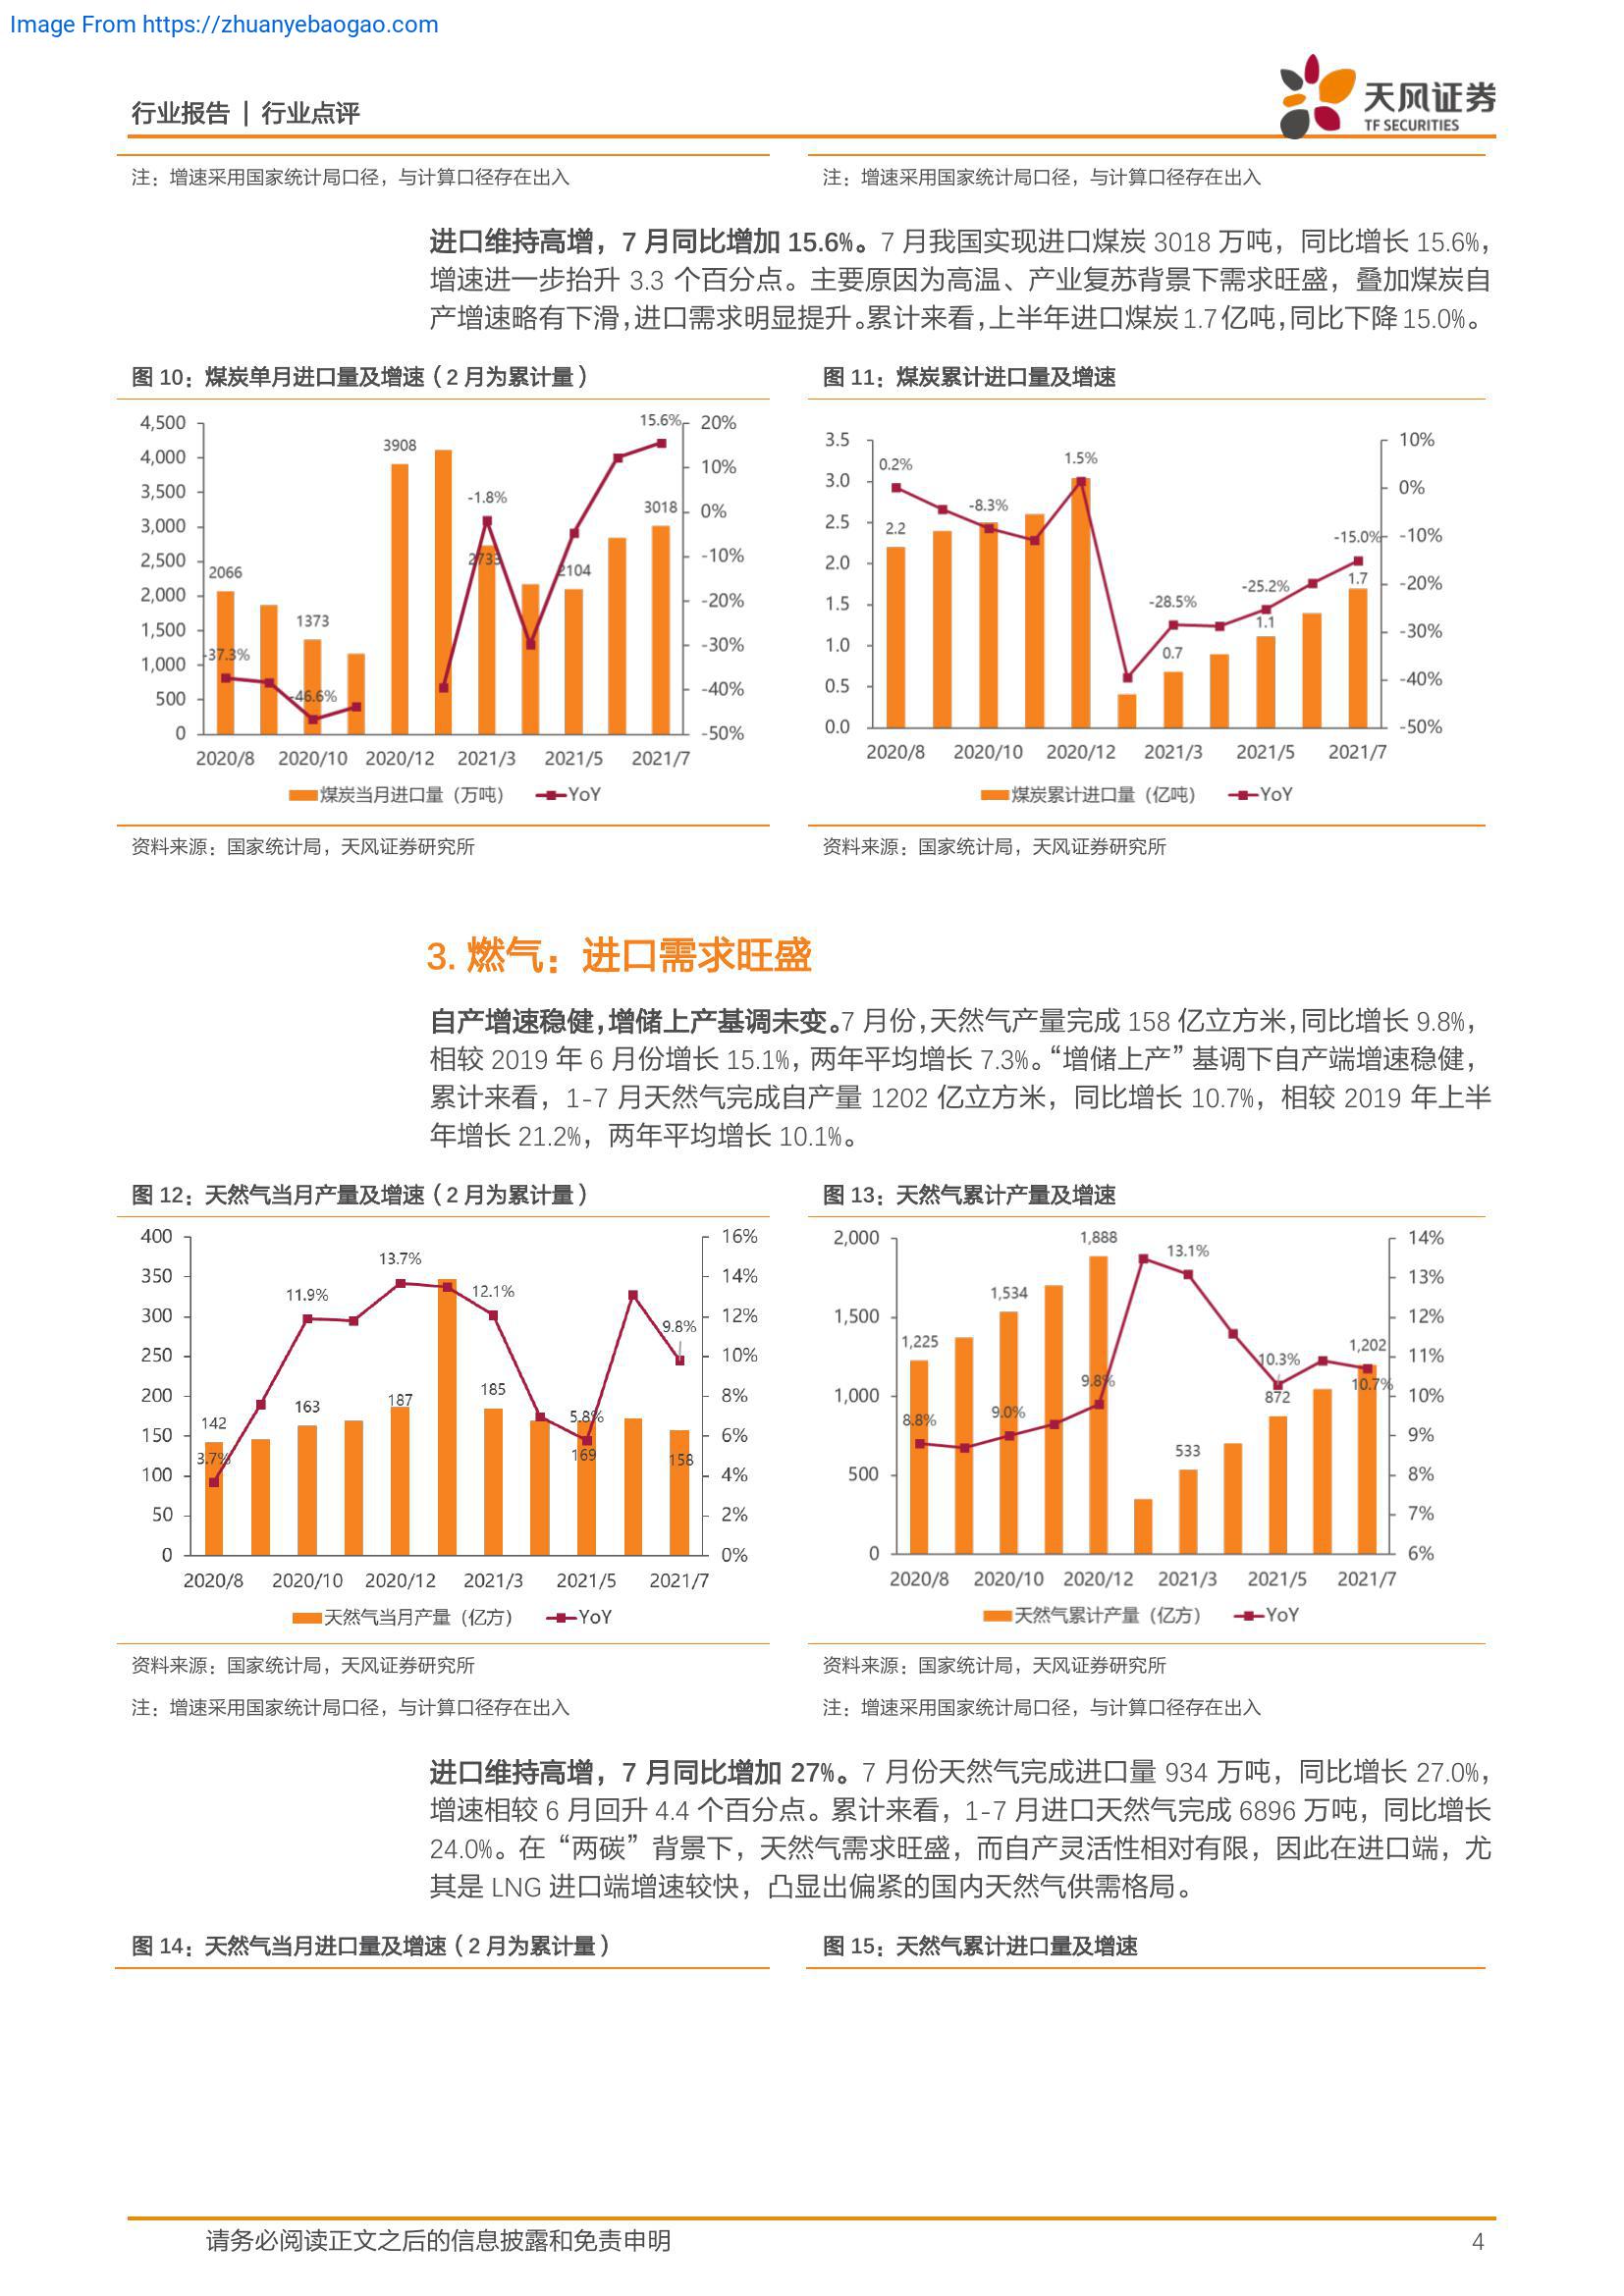 Image From https://zhuanyebaogao.com
行业报告 | 行业点评
天风证券
TF SECURITIES
注：增速采用国家统计局口径，与计算口径存在出入
注：增速采用国家统计局口径，与计算口径存在出入
进口维持高增，7 月同比增加 15.6%。7 月我国实现进口煤炭 3018 万吨，同比增长 15.6%，
增速进一步抬升 3.3 个百分点。主要原因为高温、产业复苏背景下需求旺盛，叠加煤炭自
产增速略有下滑，进口需求明显提升。累计来看，上半年进口煤炭 1.7 亿吨，同比下降 15.0%。
图 10：煤炭单月进口量及增速（2 月为累计量）
4,500
4,000
3,500
3,000
2,500
2,000
1,500
1,000
500
0
20%
10%
0%
-10%
-20%
-30%
-40%
-50%
2066
1373
3908
2733
2104
3018
-37.3%
-46.6%
-1.8%
15.6%
2020/8 2020/10 2020/12 2021/3 2021/5 2021/7
煤炭当月进口量（万吨） YoY
资料来源：国家统计局，天风证券研究所
图 11：煤炭累计进口量及增速
3.5
3.0
2.5
2.0
1.5
1.0
0.5
0.0
10%
0%
-10%
-20%
-30%
-40%
-50%
0.2%
-8.3%
1.5%
-28.5%
-25.2%
-15.0%
2.2
0.7
1.1
1.7
2020/8 2020/10 2020/12 2021/3 2021/5 2021/7
煤炭累计进口量（亿吨） YoY
资料来源：国家统计局，天风证券研究所
3. 燃气：进口需求旺盛
自产增速稳健，增储上产基调未变。7 月份，天然气产量完成 158 亿立方米，同比增长 9.8%，
相较 2019 年 6 月份增长 15.1%，两年平均增长 7.3%。“增储上产” 基调下自产端增速稳健，
累计来看，1-7 月天然气完成自产量 1202 亿立方米，同比增长 10.7%，相较 2019 年上半
年增长 21.2%，两年平均增长 10.1%。
图 12：天然气当月产量及增速（2 月为累计量）
400
350
300
250
200
150
100
50
0
16%
14%
12%
10%
8%
6%
4%
2%
0%
142
163
187
185
169
158
3.7%
11.9%
13.7%
12.1%
5.8%
9.8%
2020/8 2020/10 2020/12 2021/3 2021/5 2021/7
天然气当月产量（亿方） YoY
资料来源：国家统计局，天风证券研究所
注：增速采用国家统计局口径，与计算口径存在出入
图 13：天然气累计产量及增速
2,000
1,500
1,000
500
0
14%
13%
12%
11%
10%
9%
8%
7%
6%
1,225
1,534
1,888
533
872
1,202
8.8%
9.0%
9.8%
13.1%
10.3%
10.7%
2020/8 2020/10 2020/12 2021/3 2021/5 2021/7
天然气累计产量（亿方） YoY
资料来源：国家统计局，天风证券研究所
注：增速采用国家统计局口径，与计算口径存在出入
进口维持高增，7 月同比增加 27%。7 月份天然气完成进口量 934 万吨，同比增长 27.0%，
增速相较 6 月回升 4.4 个百分点。累计来看，1-7 月进口天然气完成 6896 万吨，同比增长
24.0%。在 “两碳” 背景下，天然气需求旺盛，而自产灵活性相对有限，因此在进口端，尤
其是 LNG 进口端增速较快，凸显出偏紧的国内天然气供需格局。
图 14：天然气当月进口量及增速（2 月为累计量）
图 15：天然气累计进口量及增速
请务必阅读正文之后的信息披露和免责申明
4